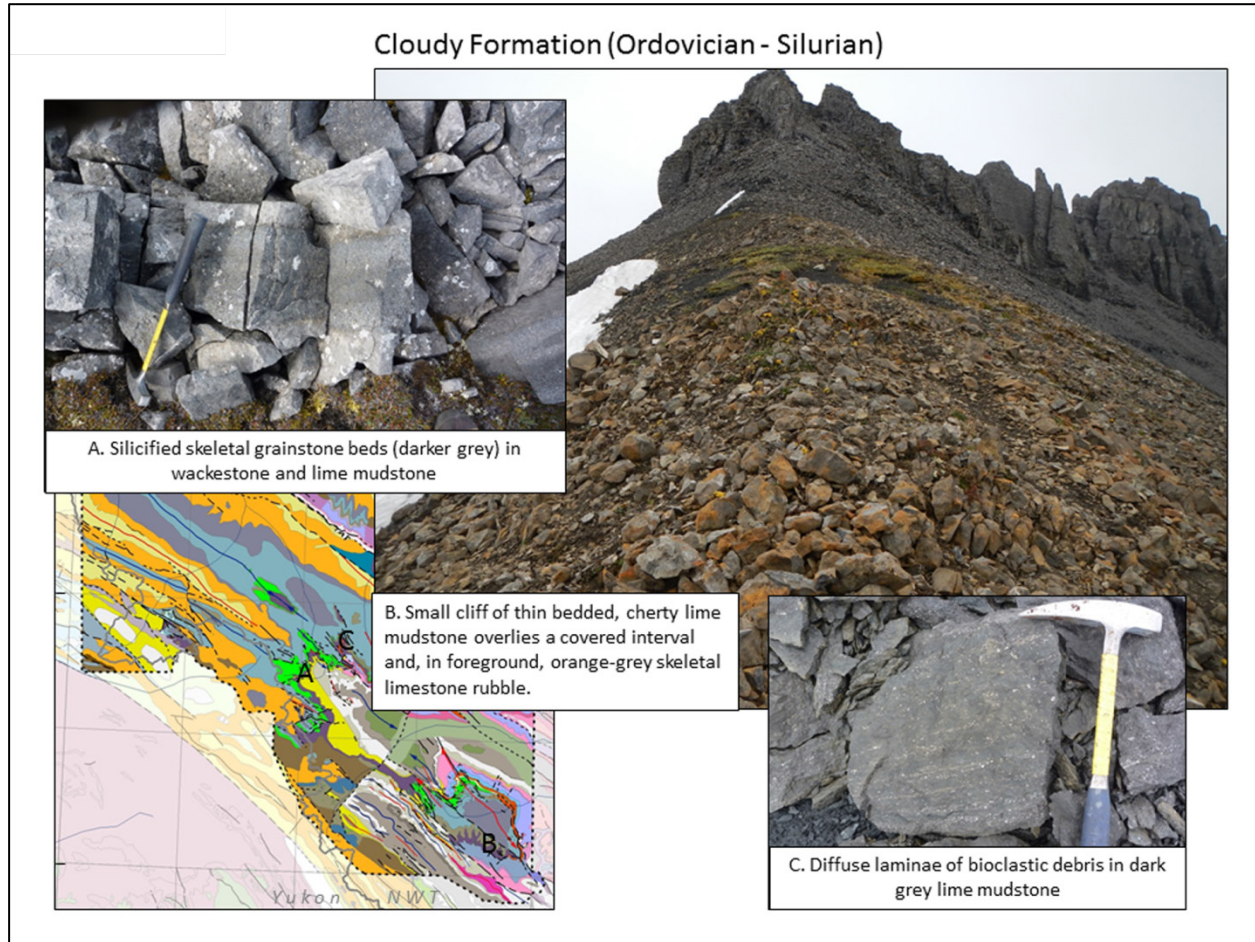 Cloudy Formation (Ordovician - Silurian)
A. Silicified skeletal grainstone beds (darker grey) in
wackestone and lime mudstone
B. Small cliff of thin bedded, cherty lime
mudstone overlies a covered interval
and, in foreground, orange-grey skeletal
limestone rubble.
C
A
B
Yukon NWT
C. Diffuse laminae of bioclastic debris in dark
grey lime mudstone